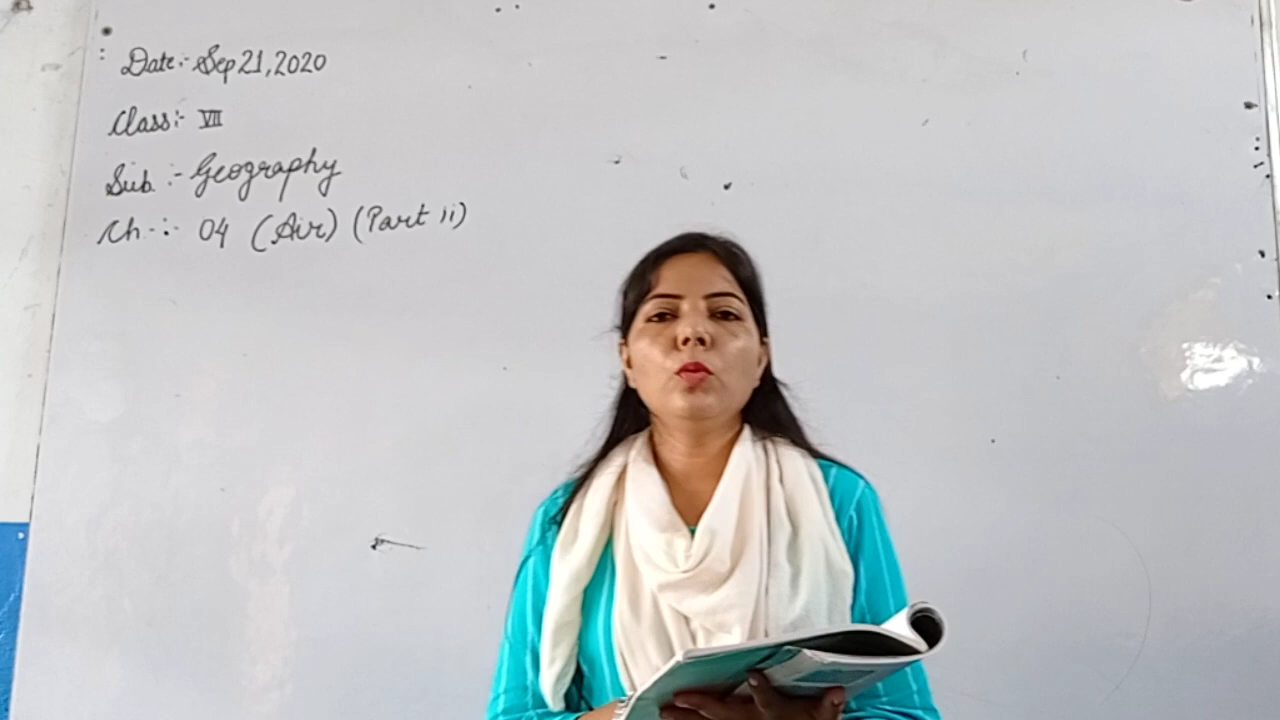 Date:- Sep 21, 2020
Class:- VII
Sub :- Geography
Ch -:- 04 (Air) (Part ii)